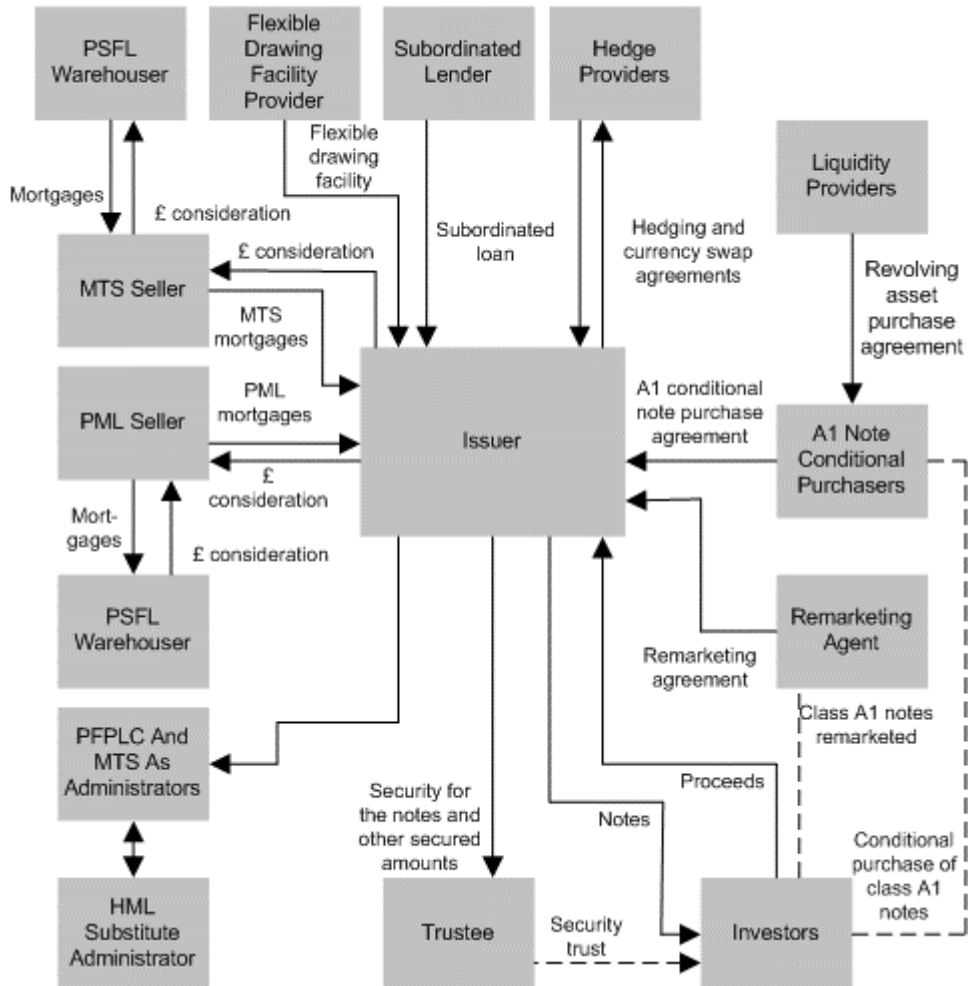 PSFL
Warehouser
Flexible
Drawing
Facility
Provider
Subordinated
Lender
Hedge
Providers
Flexible
drawing
facility
Liquidity
Providers
Mortgages
£ consideration
£ consideration
Subordinated
loan
Hedging and
currency swap
agreements
MTS Seller
MTS
mortgages
Revolving
asset
purchase
agreement
PML Seller
PML
mortgages
Issuer
A1 conditional
note purchase
agreement
A1 Note
Conditional
Purchasers
£
consideration
Mort-
gages
£ consideration
PSFL
Warehouser
Remarketing
Agent
Remarketing
agreement
Class A1 notes
remarketed
PFPLC And
MTS As
Administrators
Security for
the notes and
other secured
amounts
Notes
Proceeds
Conditional
purchase of
class A1
notes
HML
Substitute
Administrator
Trustee
Security
trust
Investors